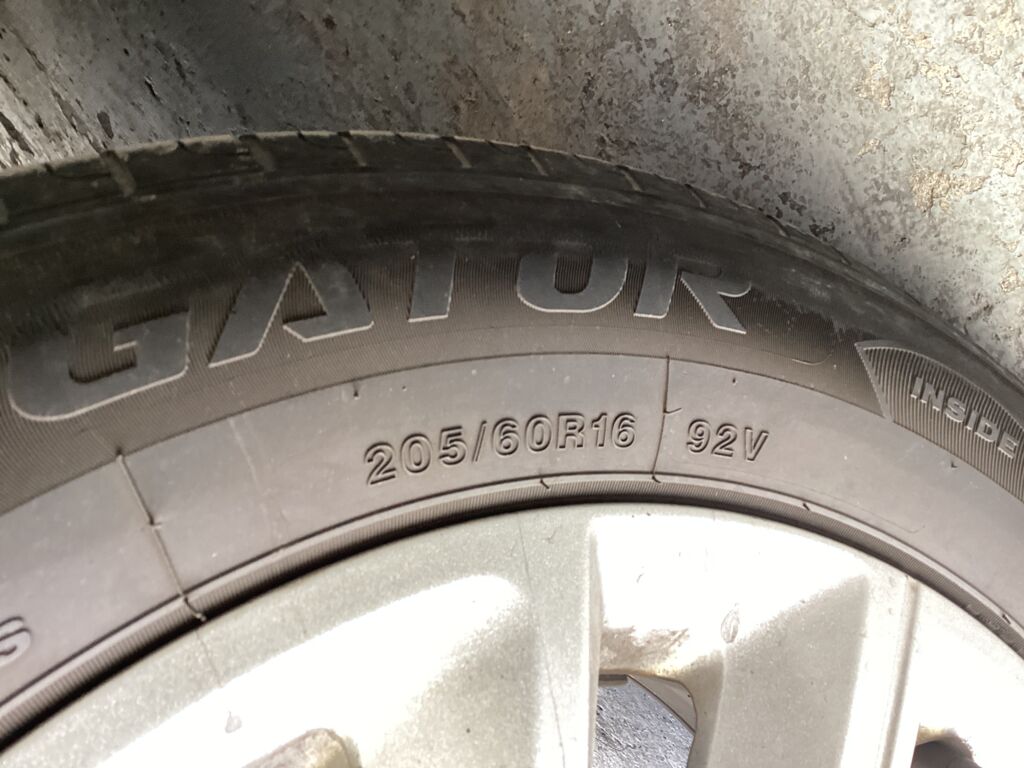 GATOR
INSIDE
205/60R16 92V
S